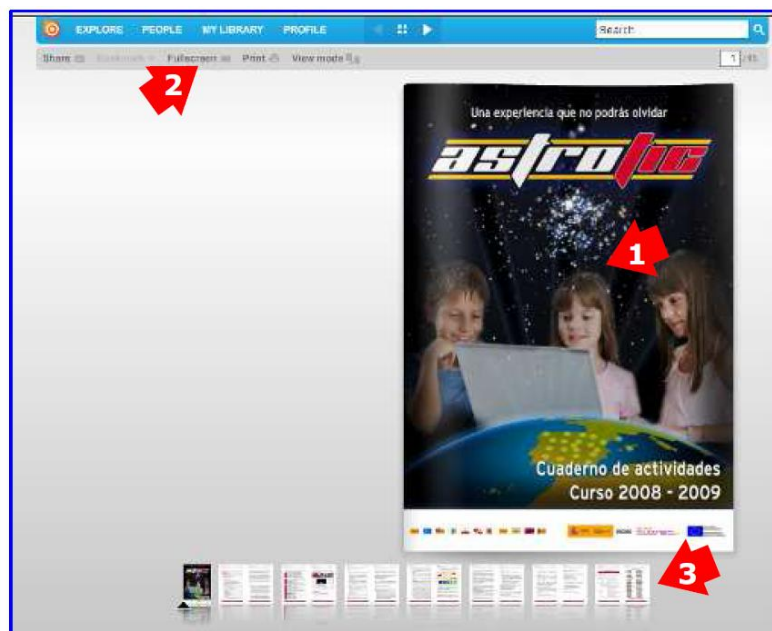 EXPLORE PEOPLE MY LIBRARY PROFILE Search
Share Bookmark Fullscreen Print View mode 1
2
Una experiencia que no podrás olvidar
astrotic
1
Cuaderno de actividades
Curso 2008 - 2009
3